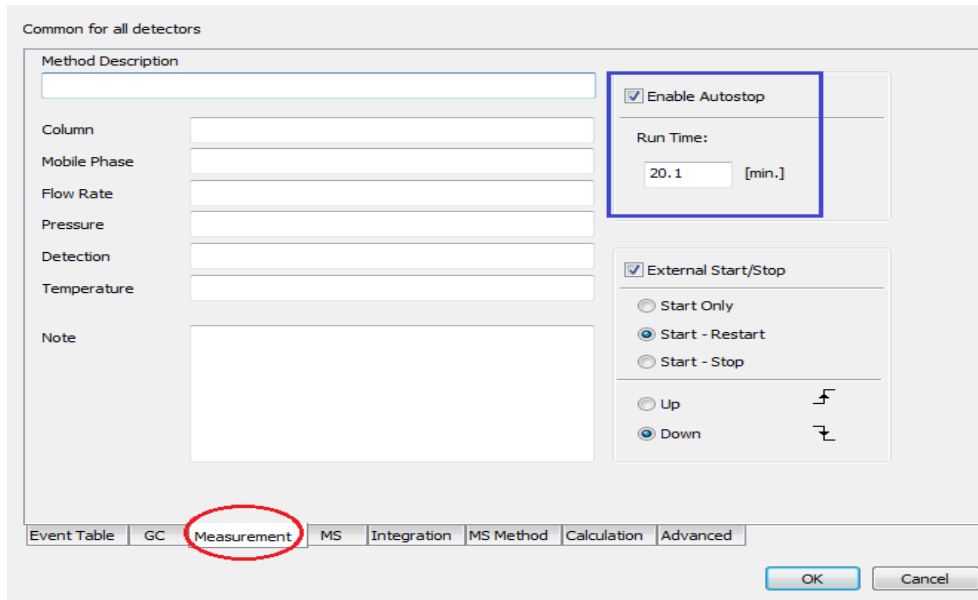 Common for all detectors
Method Description
Column
Mobile Phase
Flow Rate
Pressure
Detection
Temperature
Note
Enable Autostop
Run Time:
20.1 [min.]
External Start/Stop
Start Only
Start - Restart
Start - Stop
Up
Down
Event Table GC Measurement MS Integration MS Method Calculation Advanced
OK Cancel